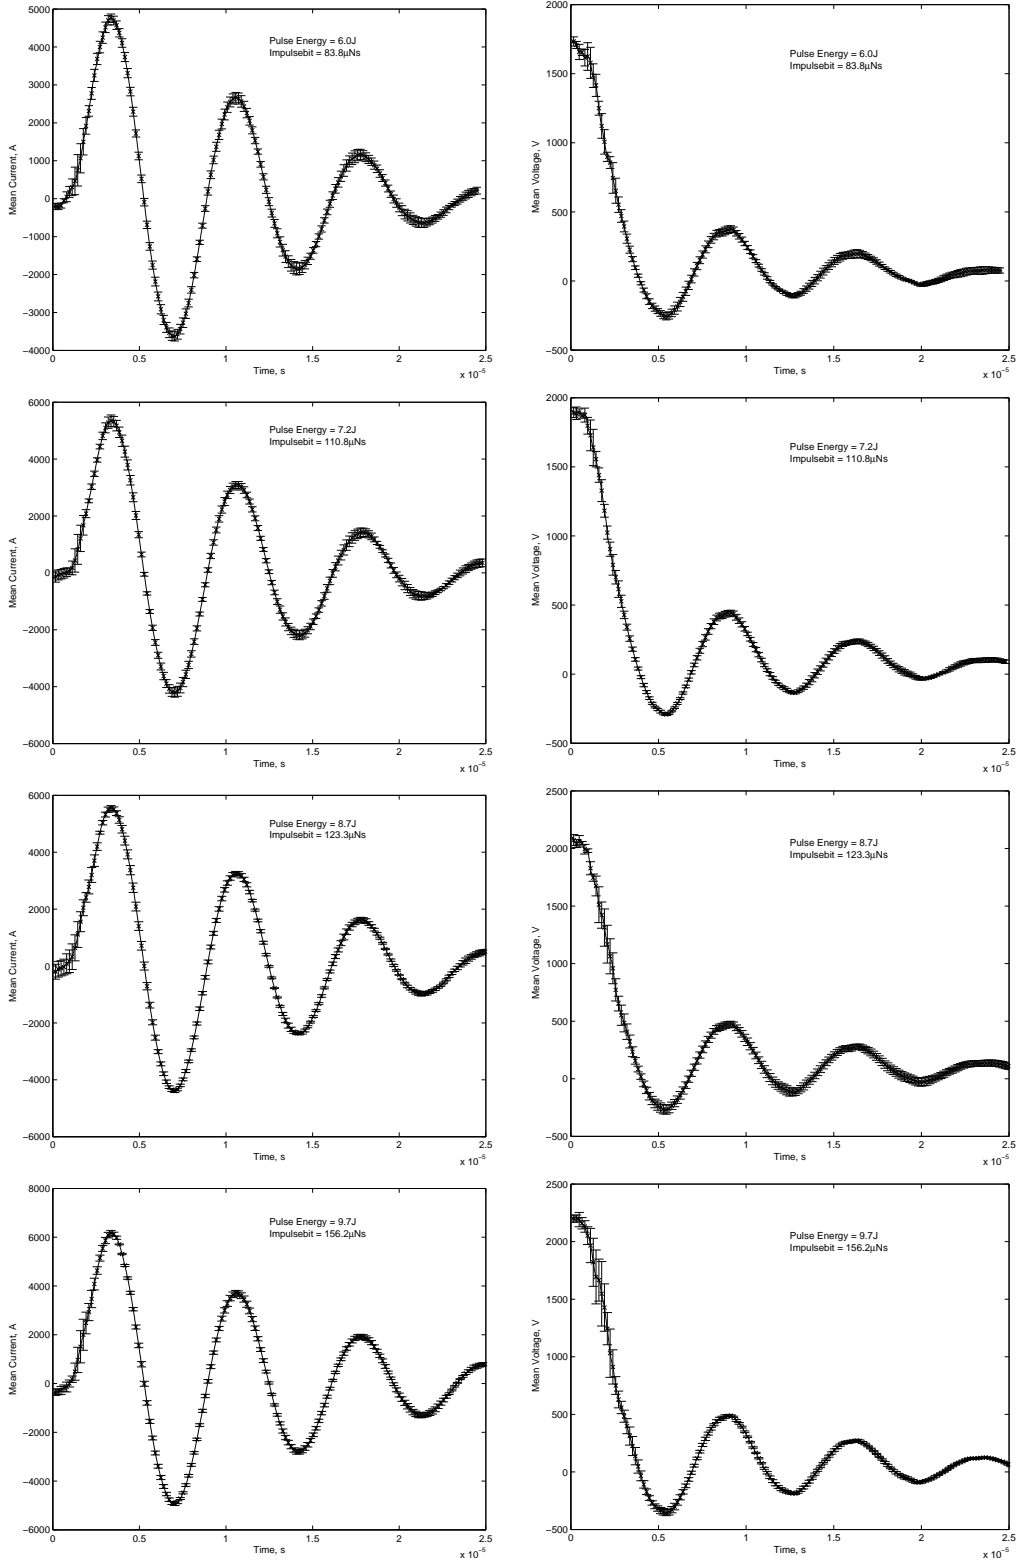 5000
4000
3000
2000
1000
0
−1000
−2000
−3000
−4000
Mean Current, A
Pulse Energy = 6.0J
Impulsebit = 83.8μNs
0 0.5 1 1.5 2 2.5
Time, s
x 10−5
2000
1500
1000
500
0
−500
Mean Voltage, V
Pulse Energy = 6.0J
Impulsebit = 83.8μNs
0 0.5 1 1.5 2 2.5
Time, s
x 10−5
6000
4000
2000
0
−2000
−4000
−6000
Mean Current, A
Pulse Energy = 7.2J
Impulsebit = 110.8μNs
0 0.5 1 1.5 2 2.5
Time, s
x 10−5
2000
1500
1000
500
0
−500
Mean Voltage, V
Pulse Energy = 7.2J
Impulsebit = 110.8μNs
0 0.5 1 1.5 2 2.5
Time, s
x 10−5
6000
4000
2000
0
−2000
−4000
−6000
Mean Current, A
Pulse Energy = 8.7J
Impulsebit = 123.3μNs
0 0.5 1 1.5 2 2.5
Time, s
x 10−5
2500
2000
1500
1000
500
0
−500
Mean Voltage, V
Pulse Energy = 8.7J
Impulsebit = 123.3μNs
0 0.5 1 1.5 2 2.5
Time, s
x 10−5
8000
6000
4000
2000
0
−2000
−4000
−6000
Mean Current, A
Pulse Energy = 9.7J
Impulsebit = 156.2μNs
0 0.5 1 1.5 2 2.5
Time, s
x 10−5
2500
2000
1500
1000
500
0
−500
Mean Voltage, V
Pulse Energy = 9.7J
Impulsebit = 156.2μNs
0 0.5 1 1.5 2 2.5
Time, s
x 10−5